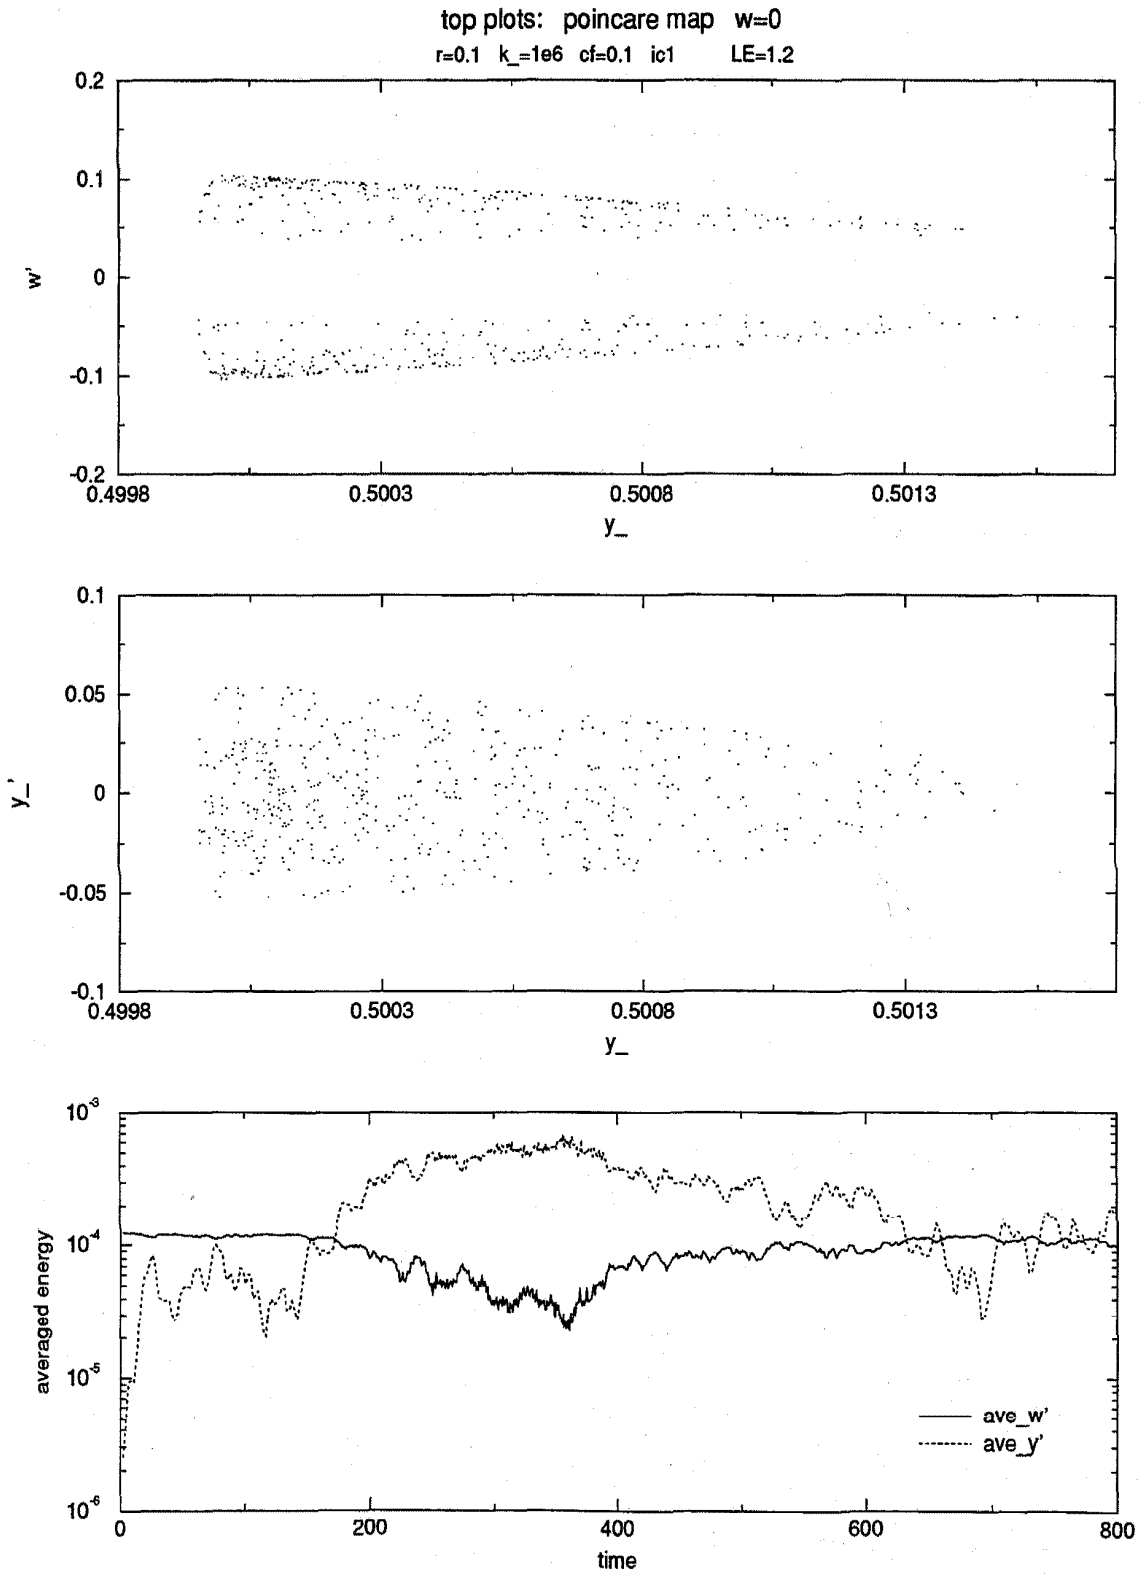 top plots: poincare map w=0
r=0.1 k_=1e6 cf=0.1 ic1 LE=1.2
0.2
0.1
0
-0.1
-0.2
w'
0.4998 0.5003 0.5008 0.5013
y_
0.1
0.05
0
-0.05
-0.1
y_'
0.4998 0.5003 0.5008 0.5013
y_
10⁻³
10⁻⁴
10⁻⁵
10⁻⁶
averaged energy
ave_w'
ave_y'
0 200 400 600 800
time